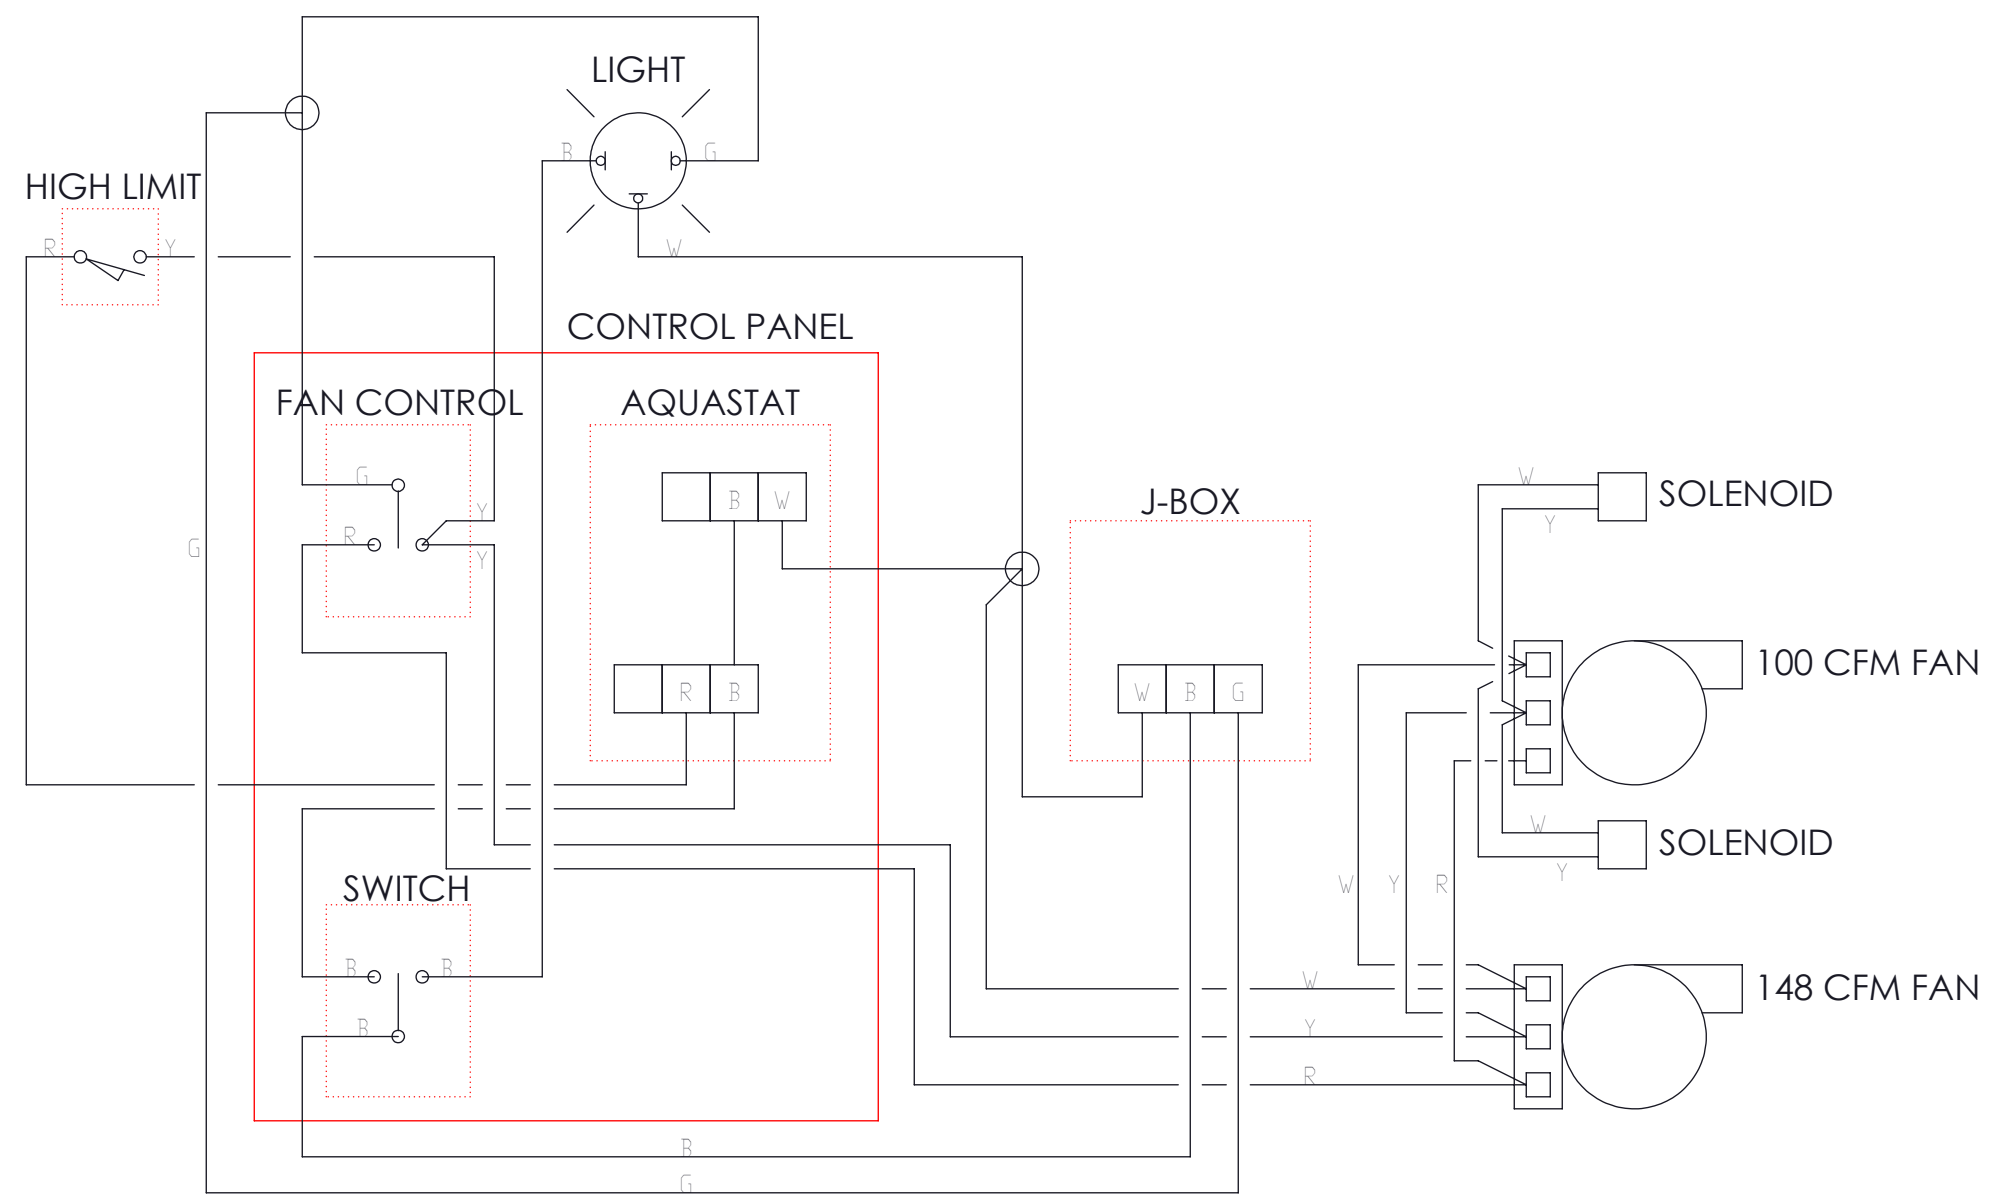 LIGHT
B
G
HIGH LIMIT
R
Y
W
CONTROL PANEL
FAN CONTROL
AQUASTAT
G
B
W
Y
R
Y
G
J-BOX
W
SOLENOID
Y
R
B
W
B
G
100 CFM FAN
W
SOLENOID
Y
W
Y
R
SWITCH
B
B
B
W
148 CFM FAN
Y
R
B
G